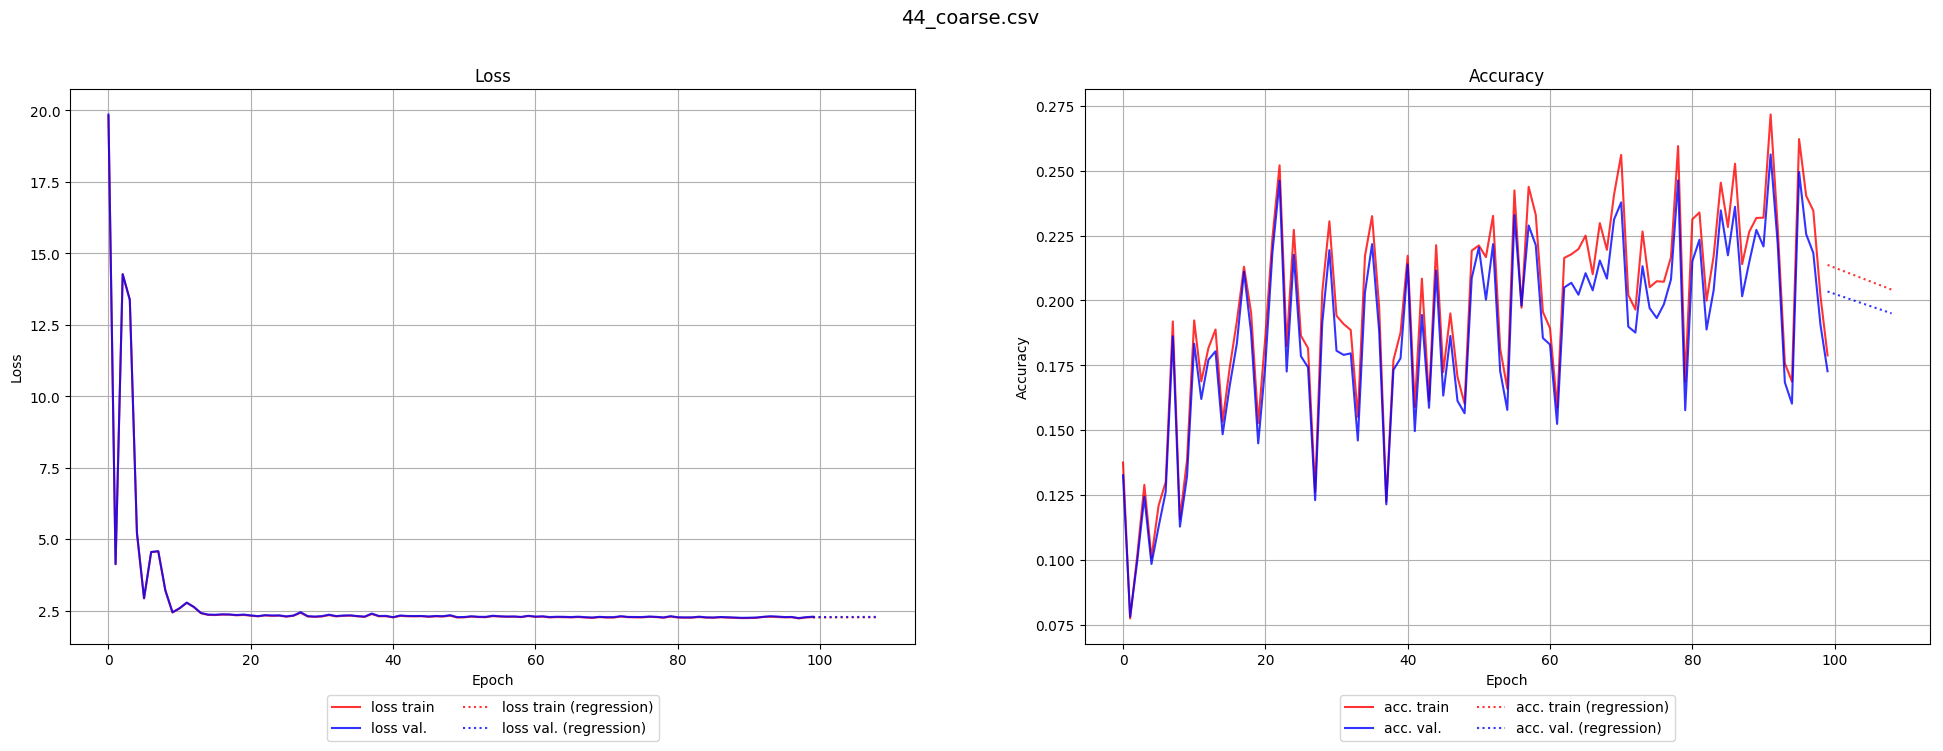 44_coarse.csv
Loss
20.0
17.5
15.0
12.5
10.0
7.5
5.0
2.5
Loss
0 20 40 60 80 100
Epoch
loss train
loss val.
loss train (regression)
loss val. (regression)
Accuracy
0.275
0.250
0.225
0.200
0.175
0.150
0.125
0.100
0.075
Accuracy
0 20 40 60 80 100
Epoch
acc. train
acc. val.
acc. train (regression)
acc. val. (regression)